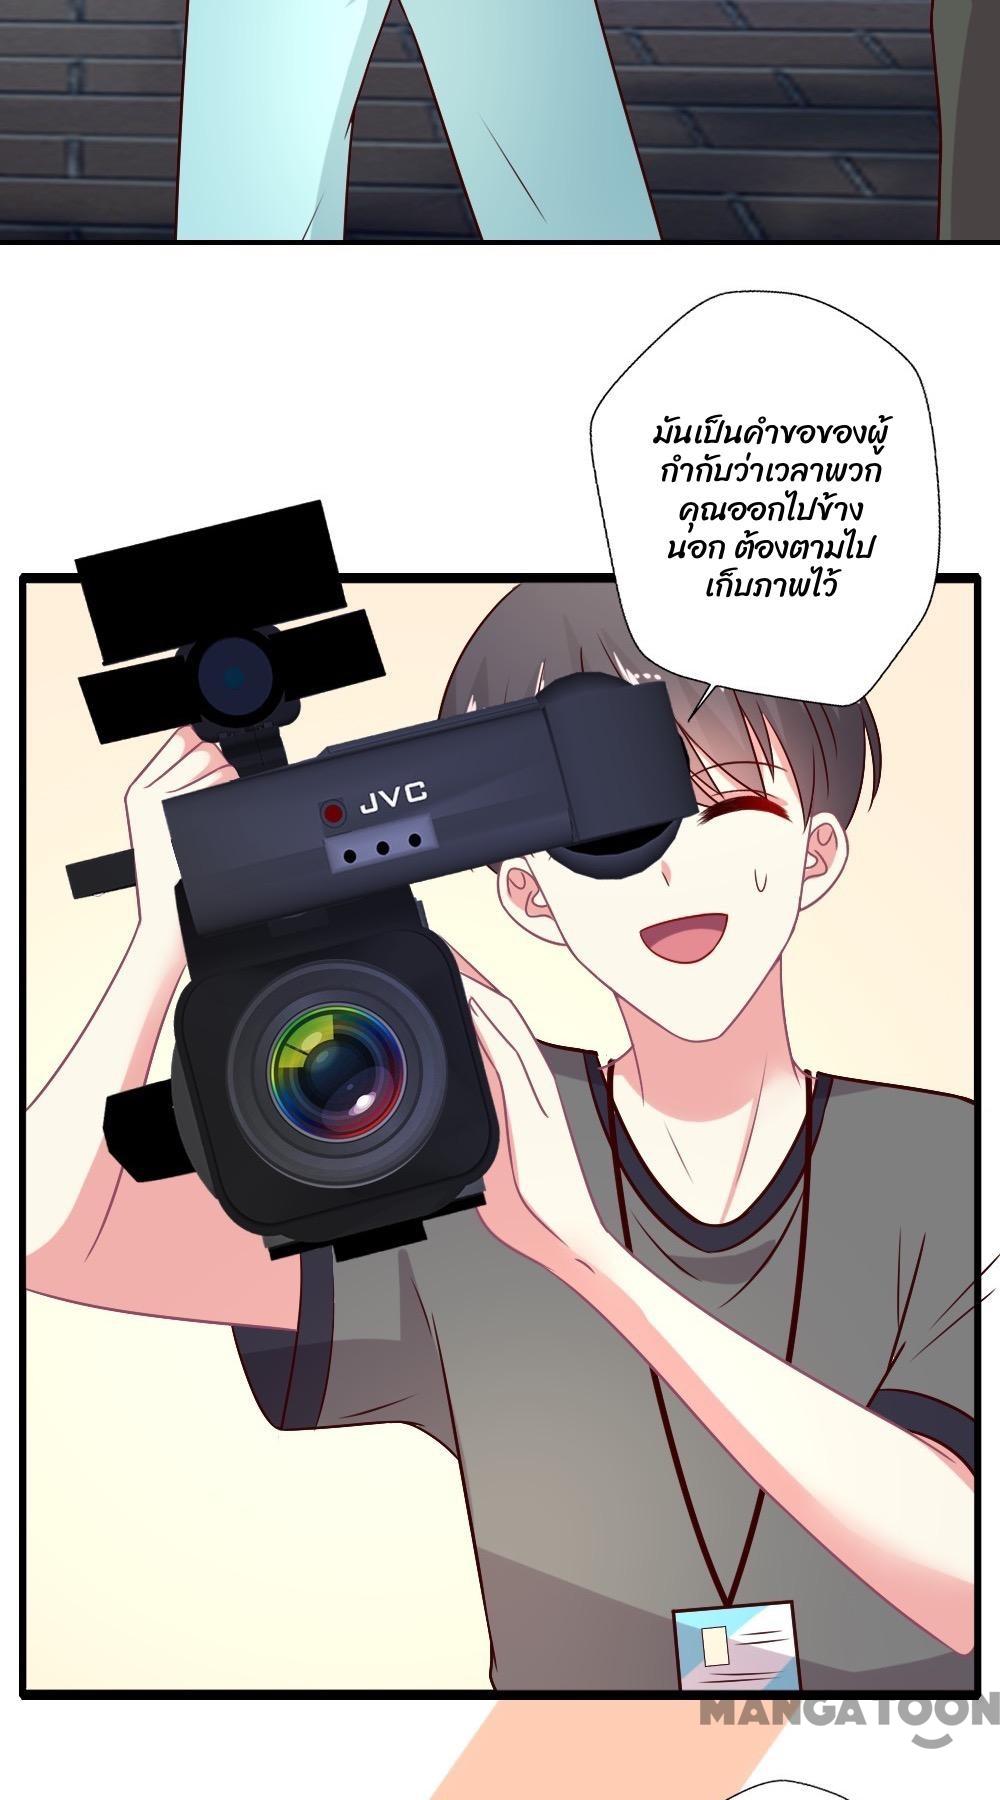 มันเป็นคำขอของผู้
กำกับว่าเวลาพวก
คุณออกไปข้าง
นอก ต้องตามไป
เก็บภาพไว้
JVC
MANGATOON